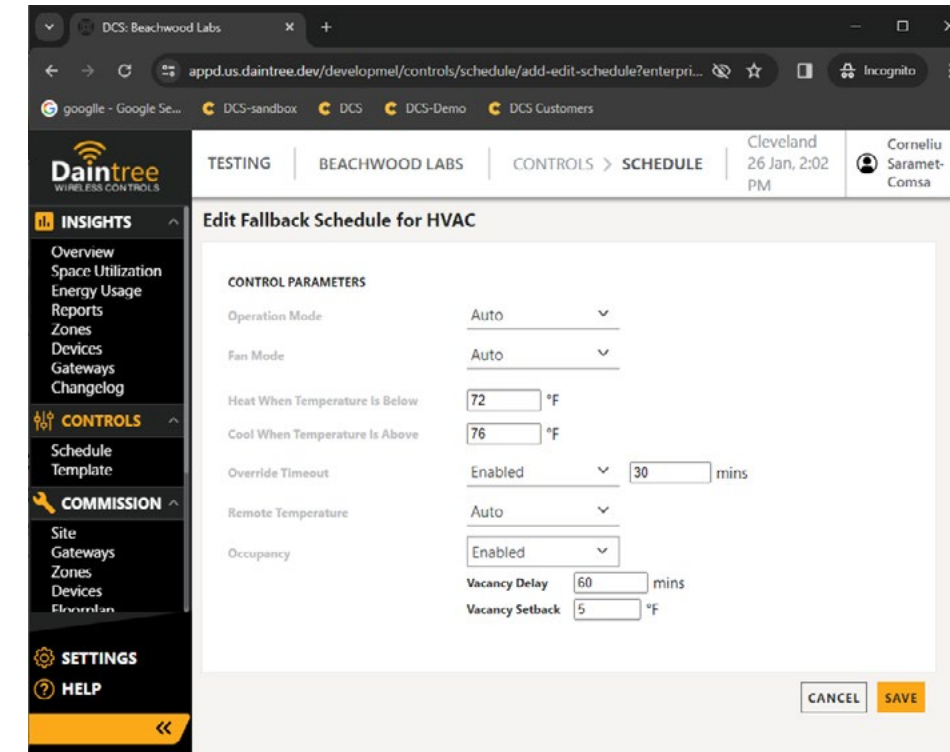 DCS: Beachwood Labs
appd.us.daintree.dev/developmel/controls/schedule/add-edit-schedule?enterpri...
Incognito
googlle - Google Se...
DCS-sandbox
DCS
DCS-Demo
DCS Customers
Daintree
WIRELESS CONTROLS
TESTING
BEACHWOOD LABS
CONTROLS > SCHEDULE
Cleveland
26 Jan, 2:02
PM
Corneliu
Saramet-
Comsa
INSIGHTS
Overview
Space Utilization
Energy Usage
Reports
Zones
Devices
Gateways
Changelog
CONTROLS
Schedule
Template
COMMISSION
Site
Gateways
Zones
Devices
Floorplan
SETTINGS
HELP
Edit Fallback Schedule for HVAC
CONTROL PARAMETERS
Operation Mode Auto
Fan Mode Auto
Heat When Temperature Is Below 72 °F
Cool When Temperature Is Above 76 °F
Override Timeout Enabled 30 mins
Remote Temperature Auto
Occupancy Enabled
Vacancy Delay 60 mins
Vacancy Setback 5 °F
CANCEL SAVE